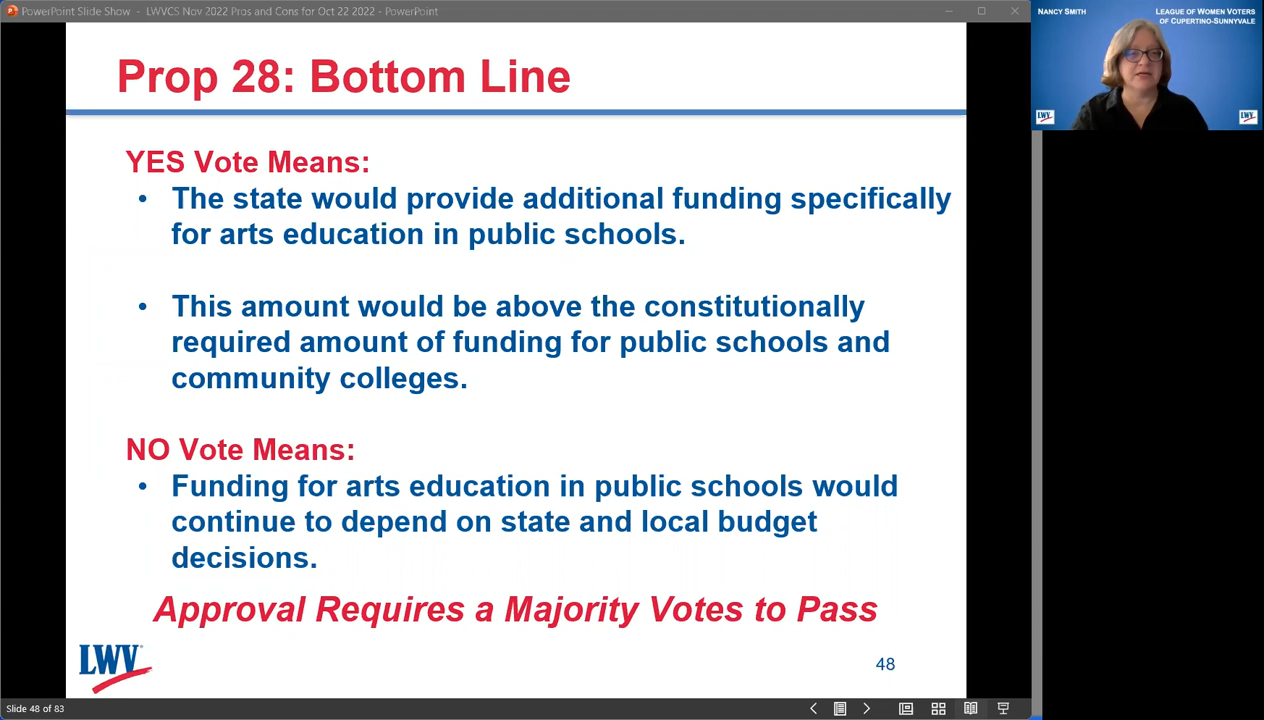 PowerPoint Slide Show - LWVCS Nov 2022 Pros and Cons for Oct 22 2022 - PowerPoint
NANCY SMITH
LEAGUE OF WOMEN VOTERS
OF CUPERTINO-SUNNYVALE
LWV
LWV
Prop 28: Bottom Line
YES Vote Means:
• The state would provide additional funding specifically
for arts education in public schools.
• This amount would be above the constitutionally
required amount of funding for public schools and
community colleges.
NO Vote Means:
• Funding for arts education in public schools would
continue to depend on state and local budget
decisions.
Approval Requires a Majority Votes to Pass
LWV
48
Slide 48 of 83